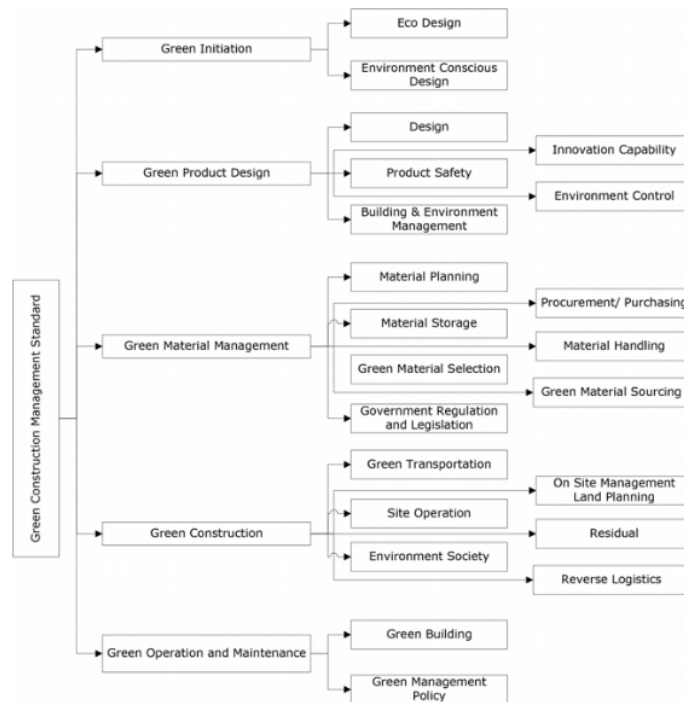 Eco Design
Green Initiation
Environment Conscious
Design
Design
Innovation Capability
Green Product Design
Product Safety
Environment Control
Building & Environment
Management
Green Construction Management Standard
Material Planning
Procurement/ Purchasing
Material Storage
Green Material Management
Material Handling
Green Material Selection
Green Material Sourcing
Government Regulation
and Legislation
Green Transportation
On Site Management
Land Planning
Site Operation
Green Construction
Residual
Environment Society
Reverse Logistics
Green Building
Green Operation and Maintenance
Green Management
Policy